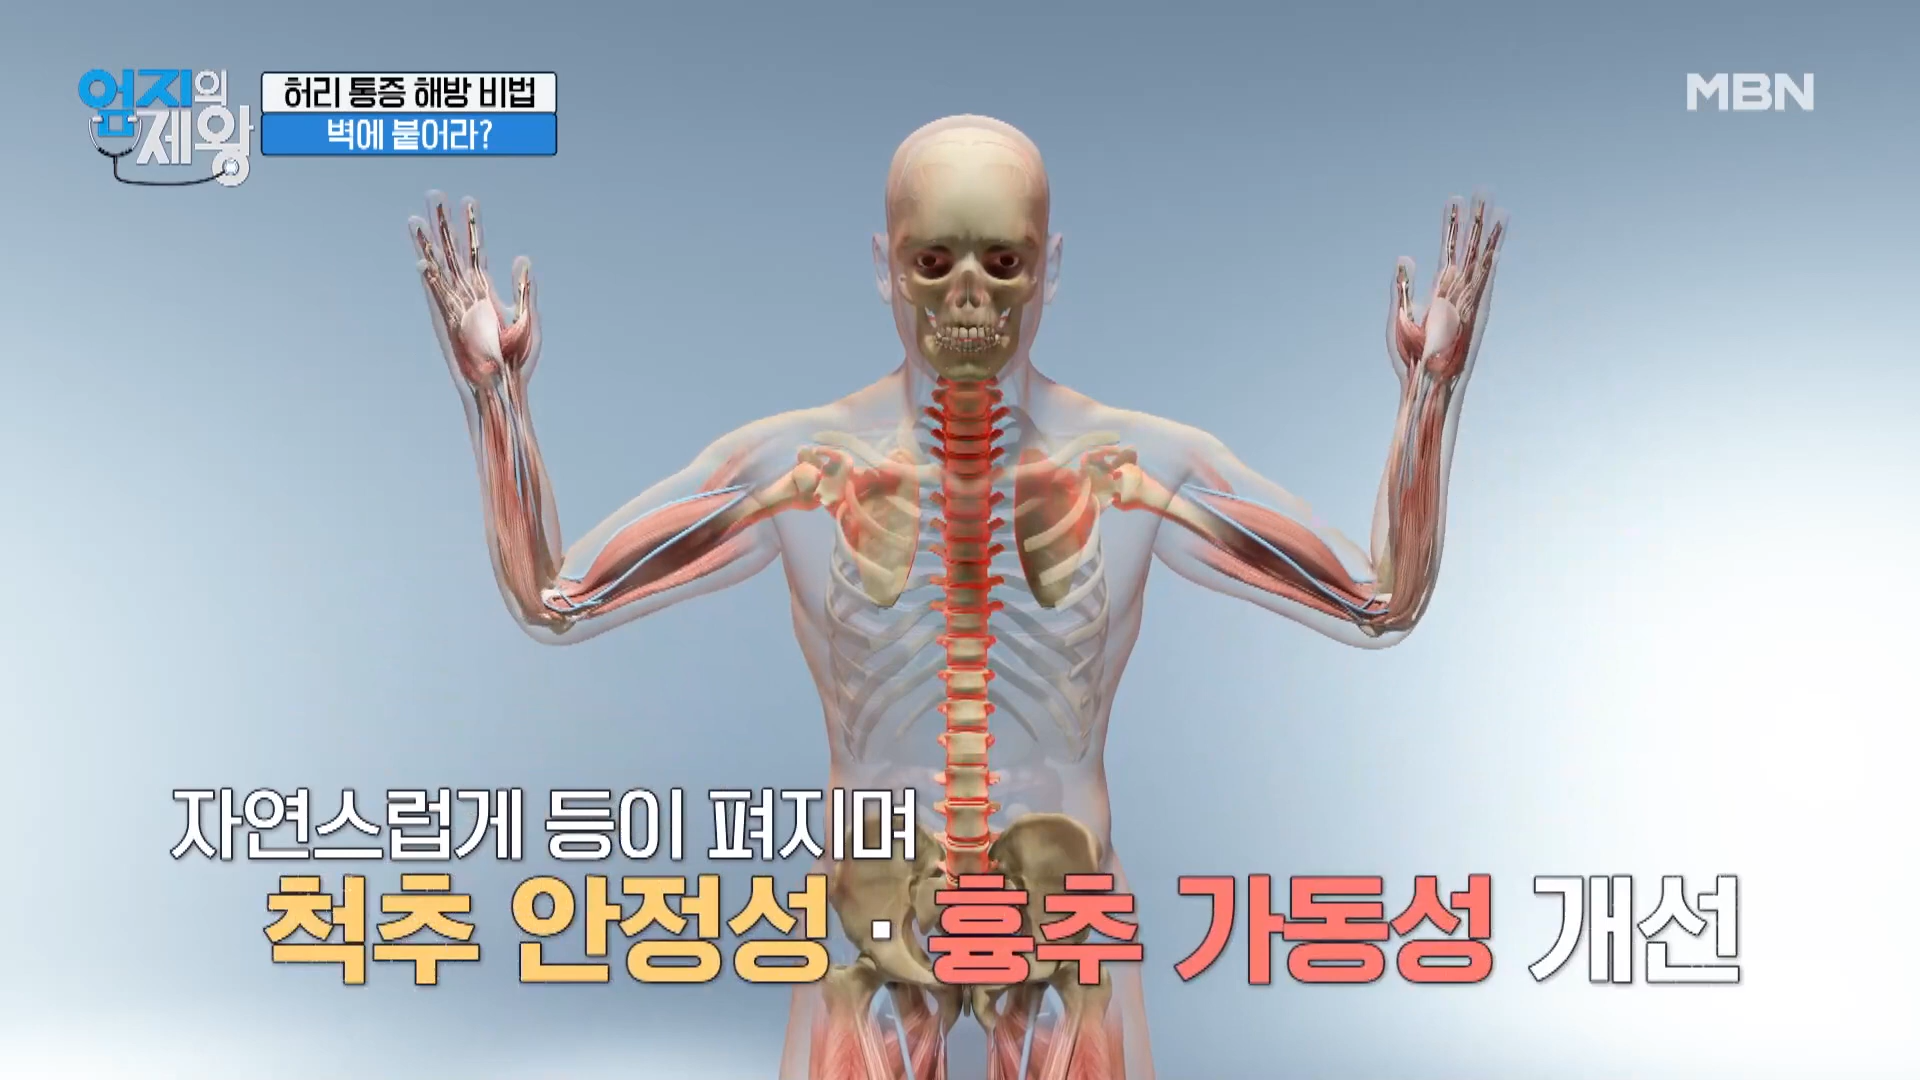 엄지의
제왕
허리 통증 해방 비법
벽에 붙어라?
MBN
자연스럽게 등이 펴지며
척추 안정성 · 흉추 가동성 개선